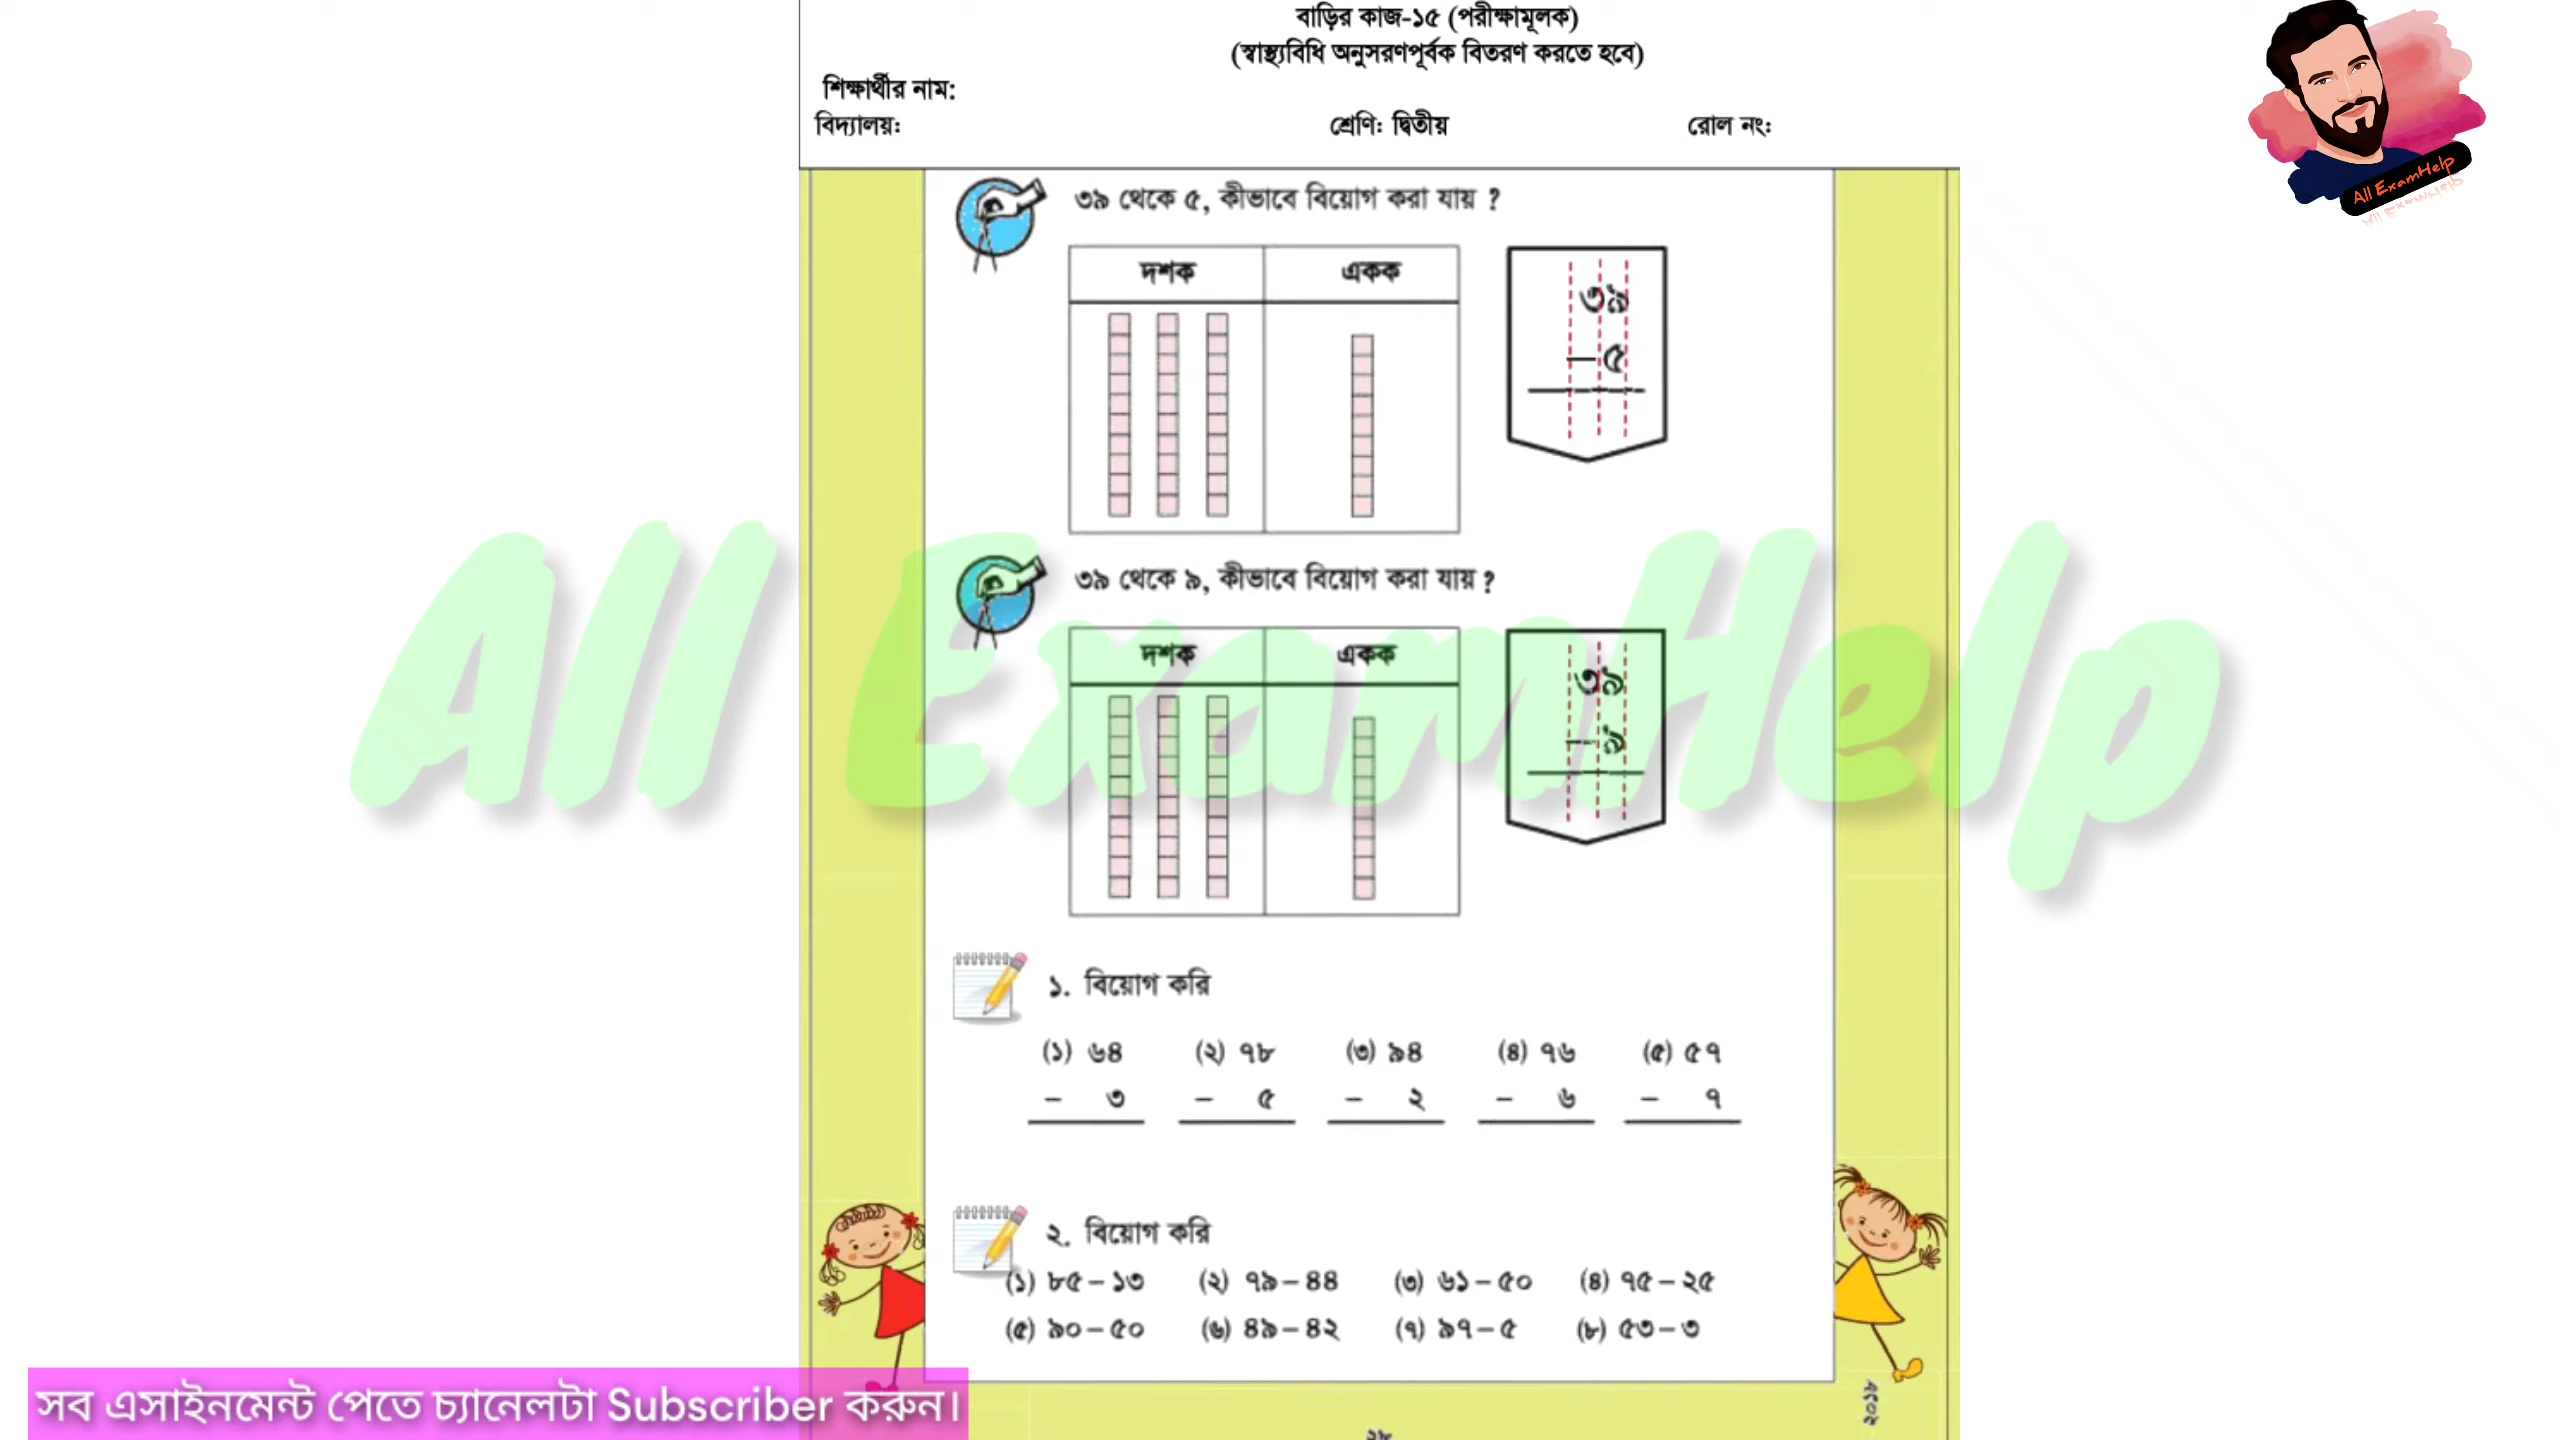 বাড়ির কাজ-১৫ (পরীক্ষামূলক)
(স্বাস্থ্যবিধি অনুসরণপূর্বক বিতরণ করতে হবে)
শিক্ষার্থীর নাম:
বিদ্যালয়ঃ শ্রেণিঃ দ্বিতীয় রোল নং:
All ExamHelp
৩৯ থেকে ৫, কীভাবে বিয়োগ করা যায় ?
দশক একক
৩৯
– ৫
৩৯ থেকে ৯, কীভাবে বিয়োগ করা যায় ?
দশক একক
৩৯
– ৯
All ExamHelp
১. বিয়োগ করি
(১) ৬৪ (২) ৭৮ (৩) ৯৪ (৪) ৭৬ (৫) ৫৭
– ৩ – ৫ – ২ – ৬ – ৭
২. বিয়োগ করি
(১) ৮৫ – ১৩ (২) ৭৯ – ৪৪ (৩) ৬১ – ৫০ (৪) ৭৫ – ২৫
(৫) ৯০ – ৫০ (৬) ৪৯ – ৪২ (৭) ৯৭ – ৫ (৮) ৫৩ – ৩
সব এসাইনমেন্ট পেতে চ্যানেলটা Subscriber করুন।
২০১৮
২৮